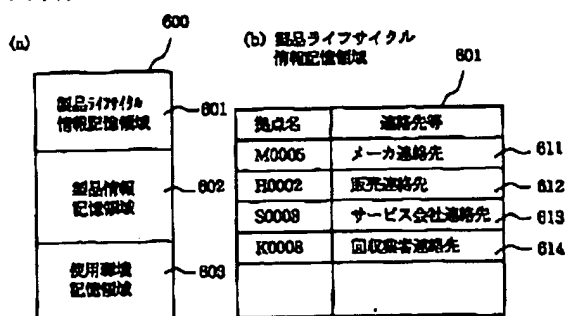 (a)
600
製品ライフサイクル
情報記憶領域
601
製品情報
記憶領域
602
使用環境
記憶領域
603
(b) 製品ライフサイクル
情報記憶領域
601
拠点名 連絡先等
M0005 メーカ連絡先 611
H0002 販売連絡先 612
S0009 サービス会社連絡先 613
K0008 回収業者連絡先 614